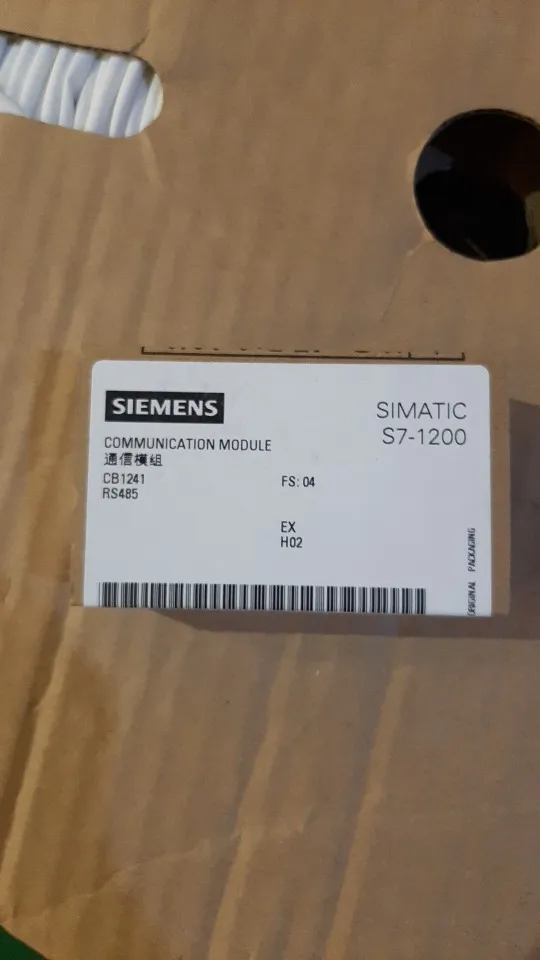 SIEMENS
SIMATIC
S7-1200
COMMUNICATION MODULE
通信模組
CB1241
RS485
FS: 04
EX
H02
ORIGINAL PACKAGING